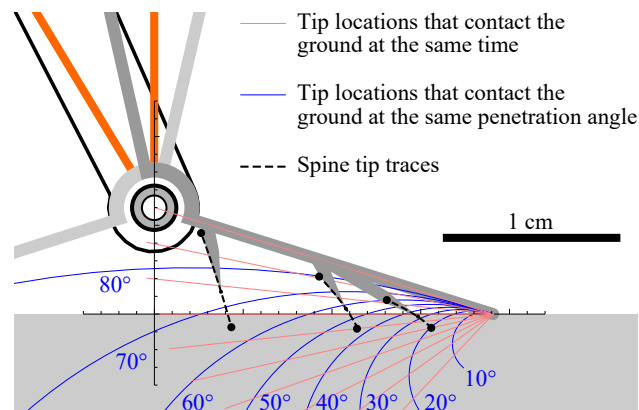 Tip locations that contact the
ground at the same time
Tip locations that contact the
ground at the same penetration angle
Spine tip traces
1 cm
80°
70°
60°
50°
40°
30°
20°
10°